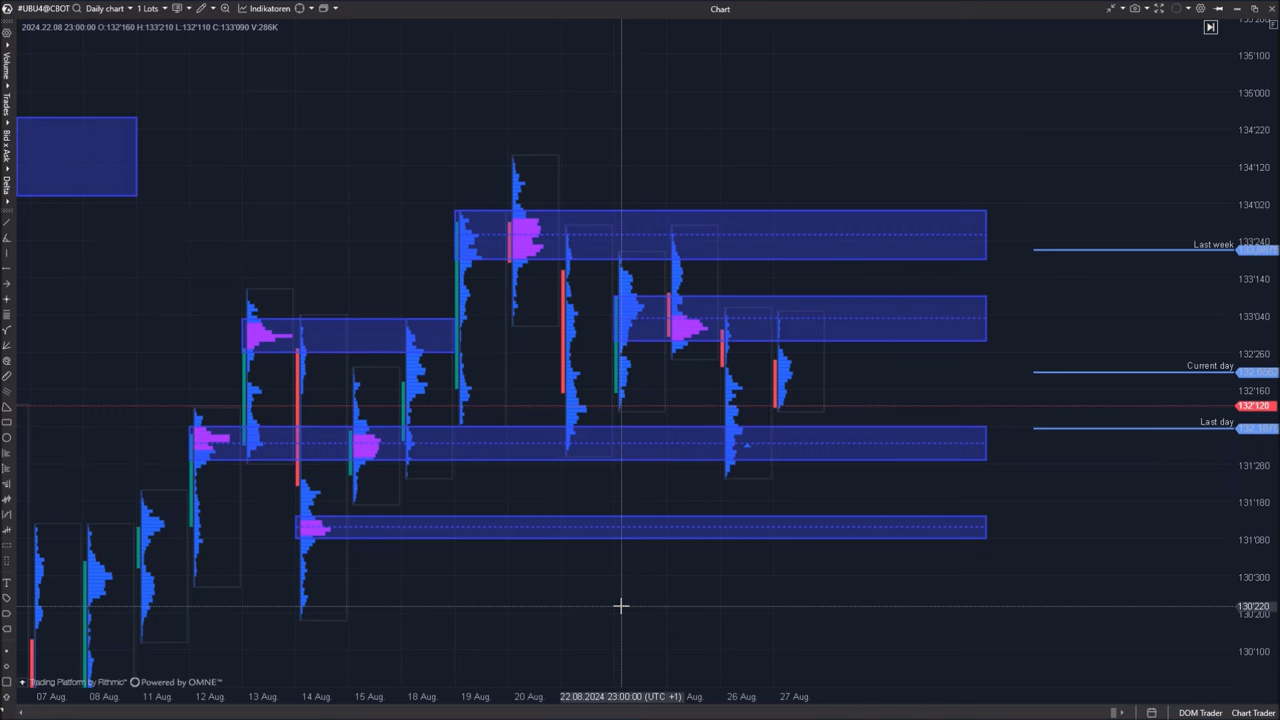 #UBU4@CBOT Daily chart 1 Lots Indikatoren Chart
2024.22.08 23:00:00 O:132'160 H:133'210 L:132'110 C:133'090 V:286K
Volume
Trades
Bid x Ask
Delta
135'100
135'000
134'220
134'120
134'020
133'240
Last week
133'140
133'040
132'260
Current day
132'160
132'120
Last day
131'280
131'180
131'080
130'300
130'220
130'200
130'100
Trading Platform by Rithmic™ Powered by OMNE™
07 Aug. 08 Aug. 11 Aug. 12 Aug. 13 Aug. 14 Aug. 15 Aug. 18 Aug. 19 Aug. 20 Aug. 22.08.2024 23:00:00 (UTC +1) Aug. 26 Aug. 27 Aug.
DOM Trader Chart Trader